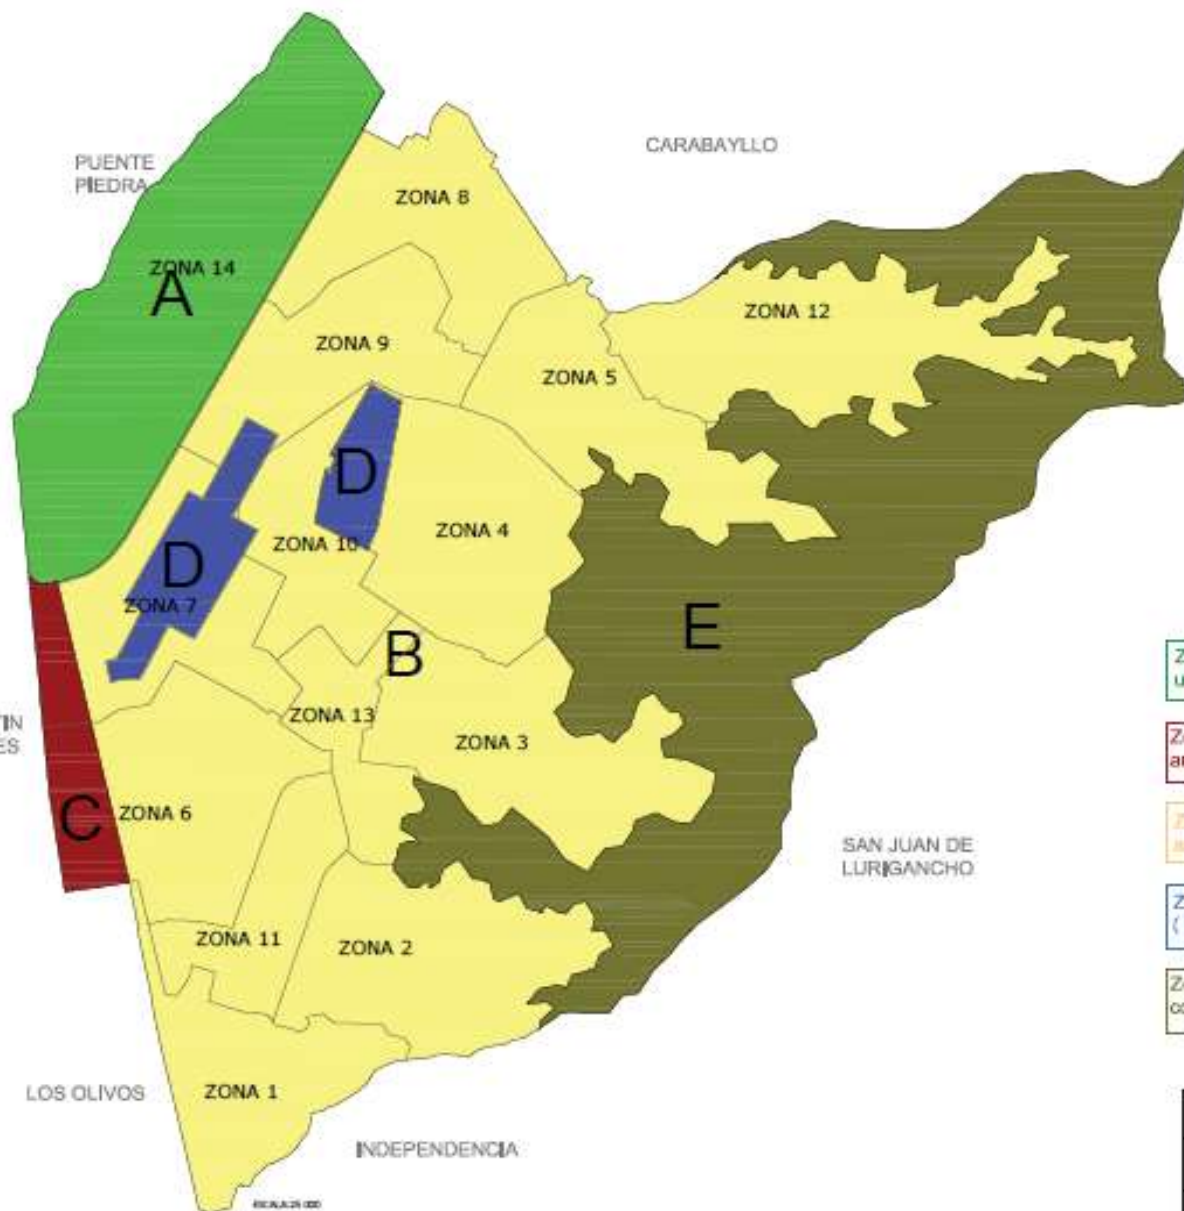 CARABAYLLO
PUENTE
PIEDRA
ZONA 8
ZONA 14
A
ZONA 12
ZONA 9
ZONA 5
D
ZONA 4
ZONA 10
D
ZONA 7
E
B
ZONA 13
ZONA 3
ZONA 6
C
SAN JUAN DE
LURIGANCHO
ZONA 11
ZONA 2
LOS OLIVOS
ZONA 1
INDEPENDENCIA